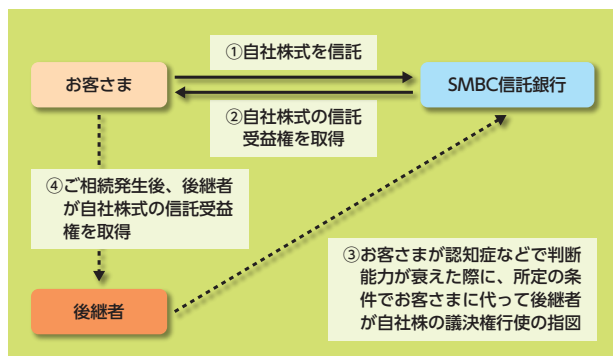 ①自社株式を信託
お客さま
SMBC信託銀行
②自社株式の信託
受益権を取得
④ご相続発生後、後継者
が自社株式の信託受益
権を取得
③お客さまが認知症などで判断
能力が衰えた際に、所定の条
件でお客さまに代って後継者
が自社株の議決権行使の指図
後継者